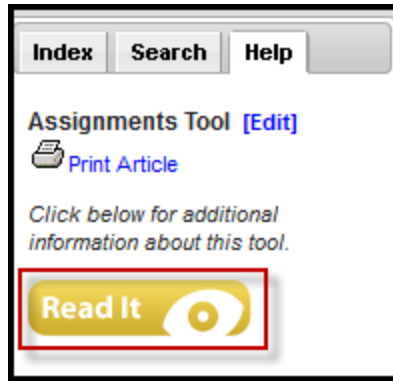 Index Search Help
Assignments Tool [Edit]
Print Article
Click below for additional
information about this tool.
Read It